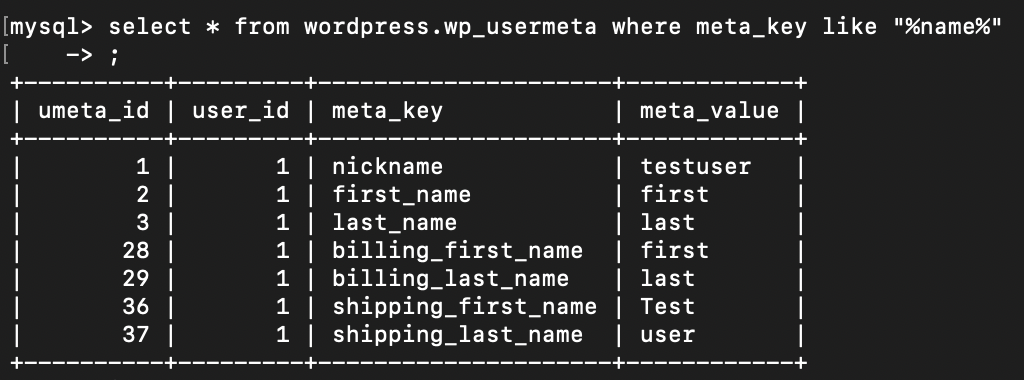 [mysql> select * from wordpress.wp_usermeta where meta_key like "%name%"
[    -> ;
+----------+---------+---------------------+------------+
| umeta_id | user_id | meta_key            | meta_value |
+----------+---------+---------------------+------------+
|        1 |       1 | nickname            | testuser   |
|        2 |       1 | first_name          | first      |
|        3 |       1 | last_name           | last       |
|       28 |       1 | billing_first_name  | first      |
|       29 |       1 | billing_last_name   | last       |
|       36 |       1 | shipping_first_name | Test       |
|       37 |       1 | shipping_last_name  | user       |
+----------+---------+---------------------+------------+